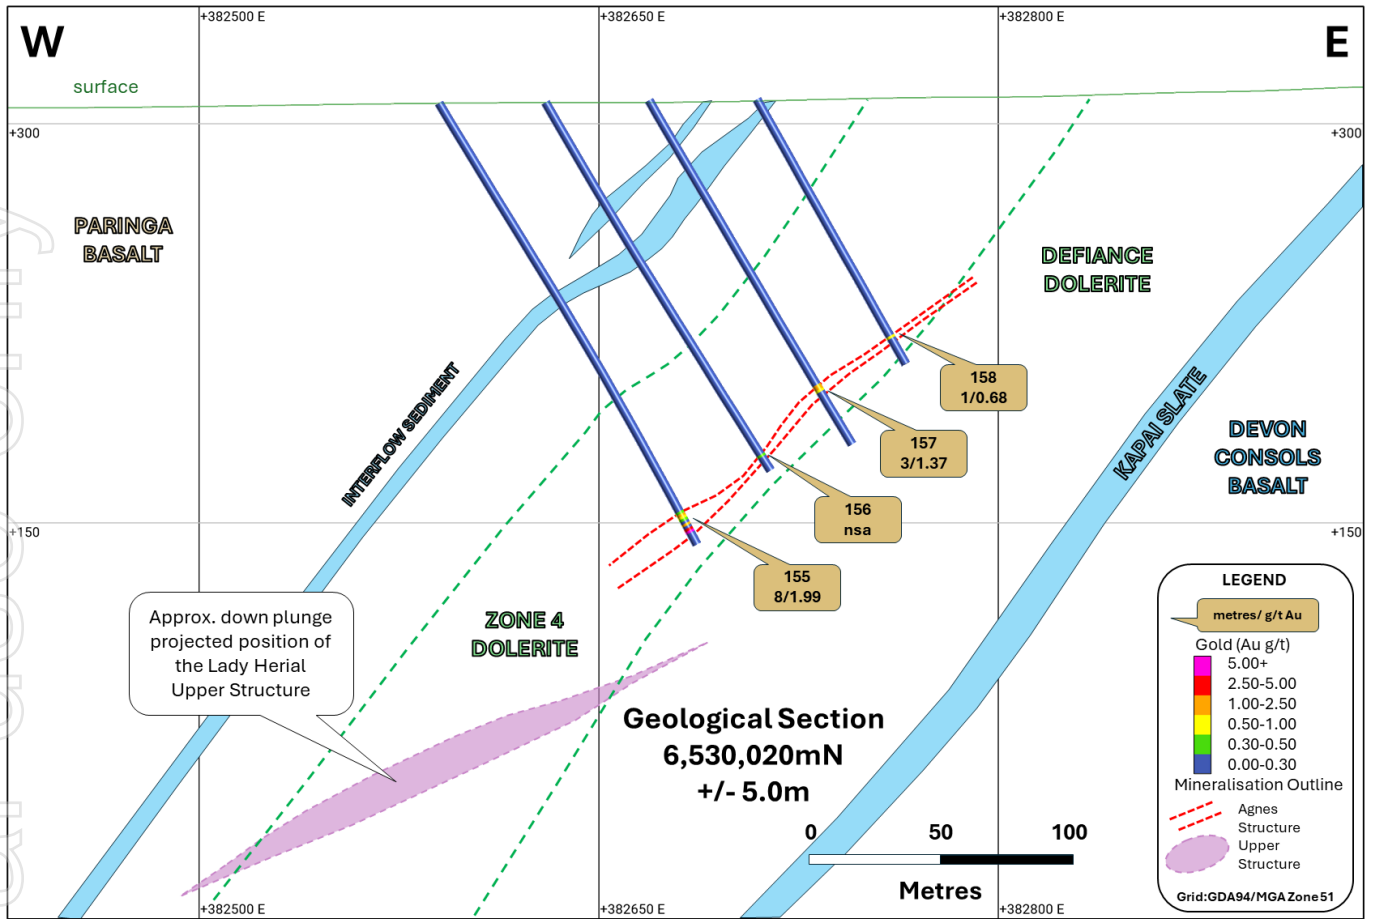 +382500 E
+382650 E
+382800 E
W
E
surface
+300
+300
PARINGA
BASALT
DEFIANCE
DOLERITE
INTERFLOW SEDIMENT
158
1/0.68
157
3/1.37
156
nsa
155
8/1.99
KAPAI SLATE
DEVON
CONSOLS
BASALT
+150
+150
ZONE 4
DOLERITE
Approx. down plunge
projected position of
the Lady Herial
Upper Structure
Geological Section
6,530,020mN
+/- 5.0m
0
50
100
Metres
LEGEND
metres/ g/t Au
Gold (Au g/t)
5.00+
2.50-5.00
1.00-2.50
0.50-1.00
0.30-0.50
0.00-0.30
Mineralisation Outline
Agnes
Structure
Upper
Structure
Grid:GDA94/MGA Zone 51
+382500 E
+382650 E
+382800 E